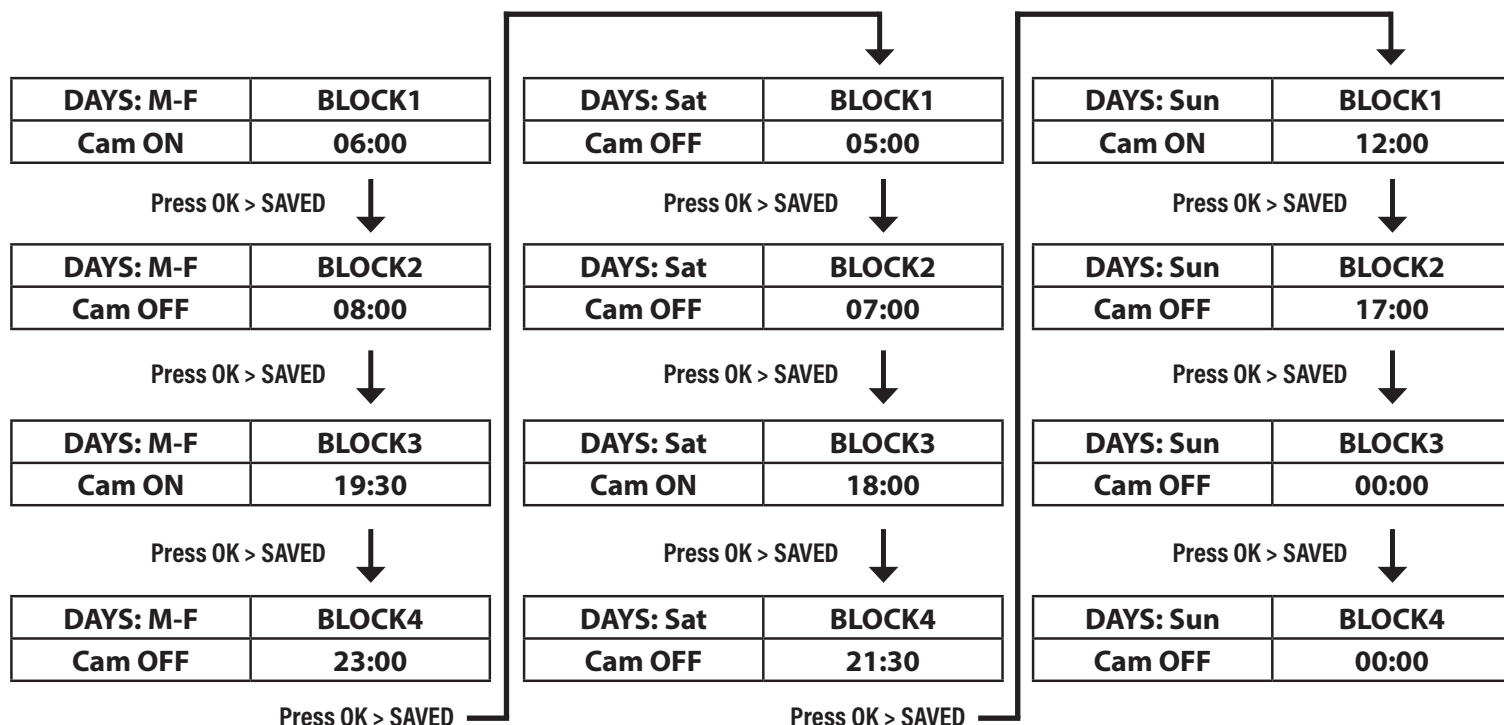 DAYS: M-F BLOCK1
Cam ON 06:00
Press OK > SAVED
DAYS: M-F BLOCK2
Cam OFF 08:00
Press OK > SAVED
DAYS: M-F BLOCK3
Cam ON 19:30
Press OK > SAVED
DAYS: M-F BLOCK4
Cam OFF 23:00
Press OK > SAVED
DAYS: Sat BLOCK1
Cam OFF 05:00
Press OK > SAVED
DAYS: Sat BLOCK2
Cam OFF 07:00
Press OK > SAVED
DAYS: Sat BLOCK3
Cam ON 18:00
Press OK > SAVED
DAYS: Sat BLOCK4
Cam OFF 21:30
Press OK > SAVED
DAYS: Sun BLOCK1
Cam ON 12:00
Press OK > SAVED
DAYS: Sun BLOCK2
Cam OFF 17:00
Press OK > SAVED
DAYS: Sun BLOCK3
Cam OFF 00:00
Press OK > SAVED
DAYS: Sun BLOCK4
Cam OFF 00:00